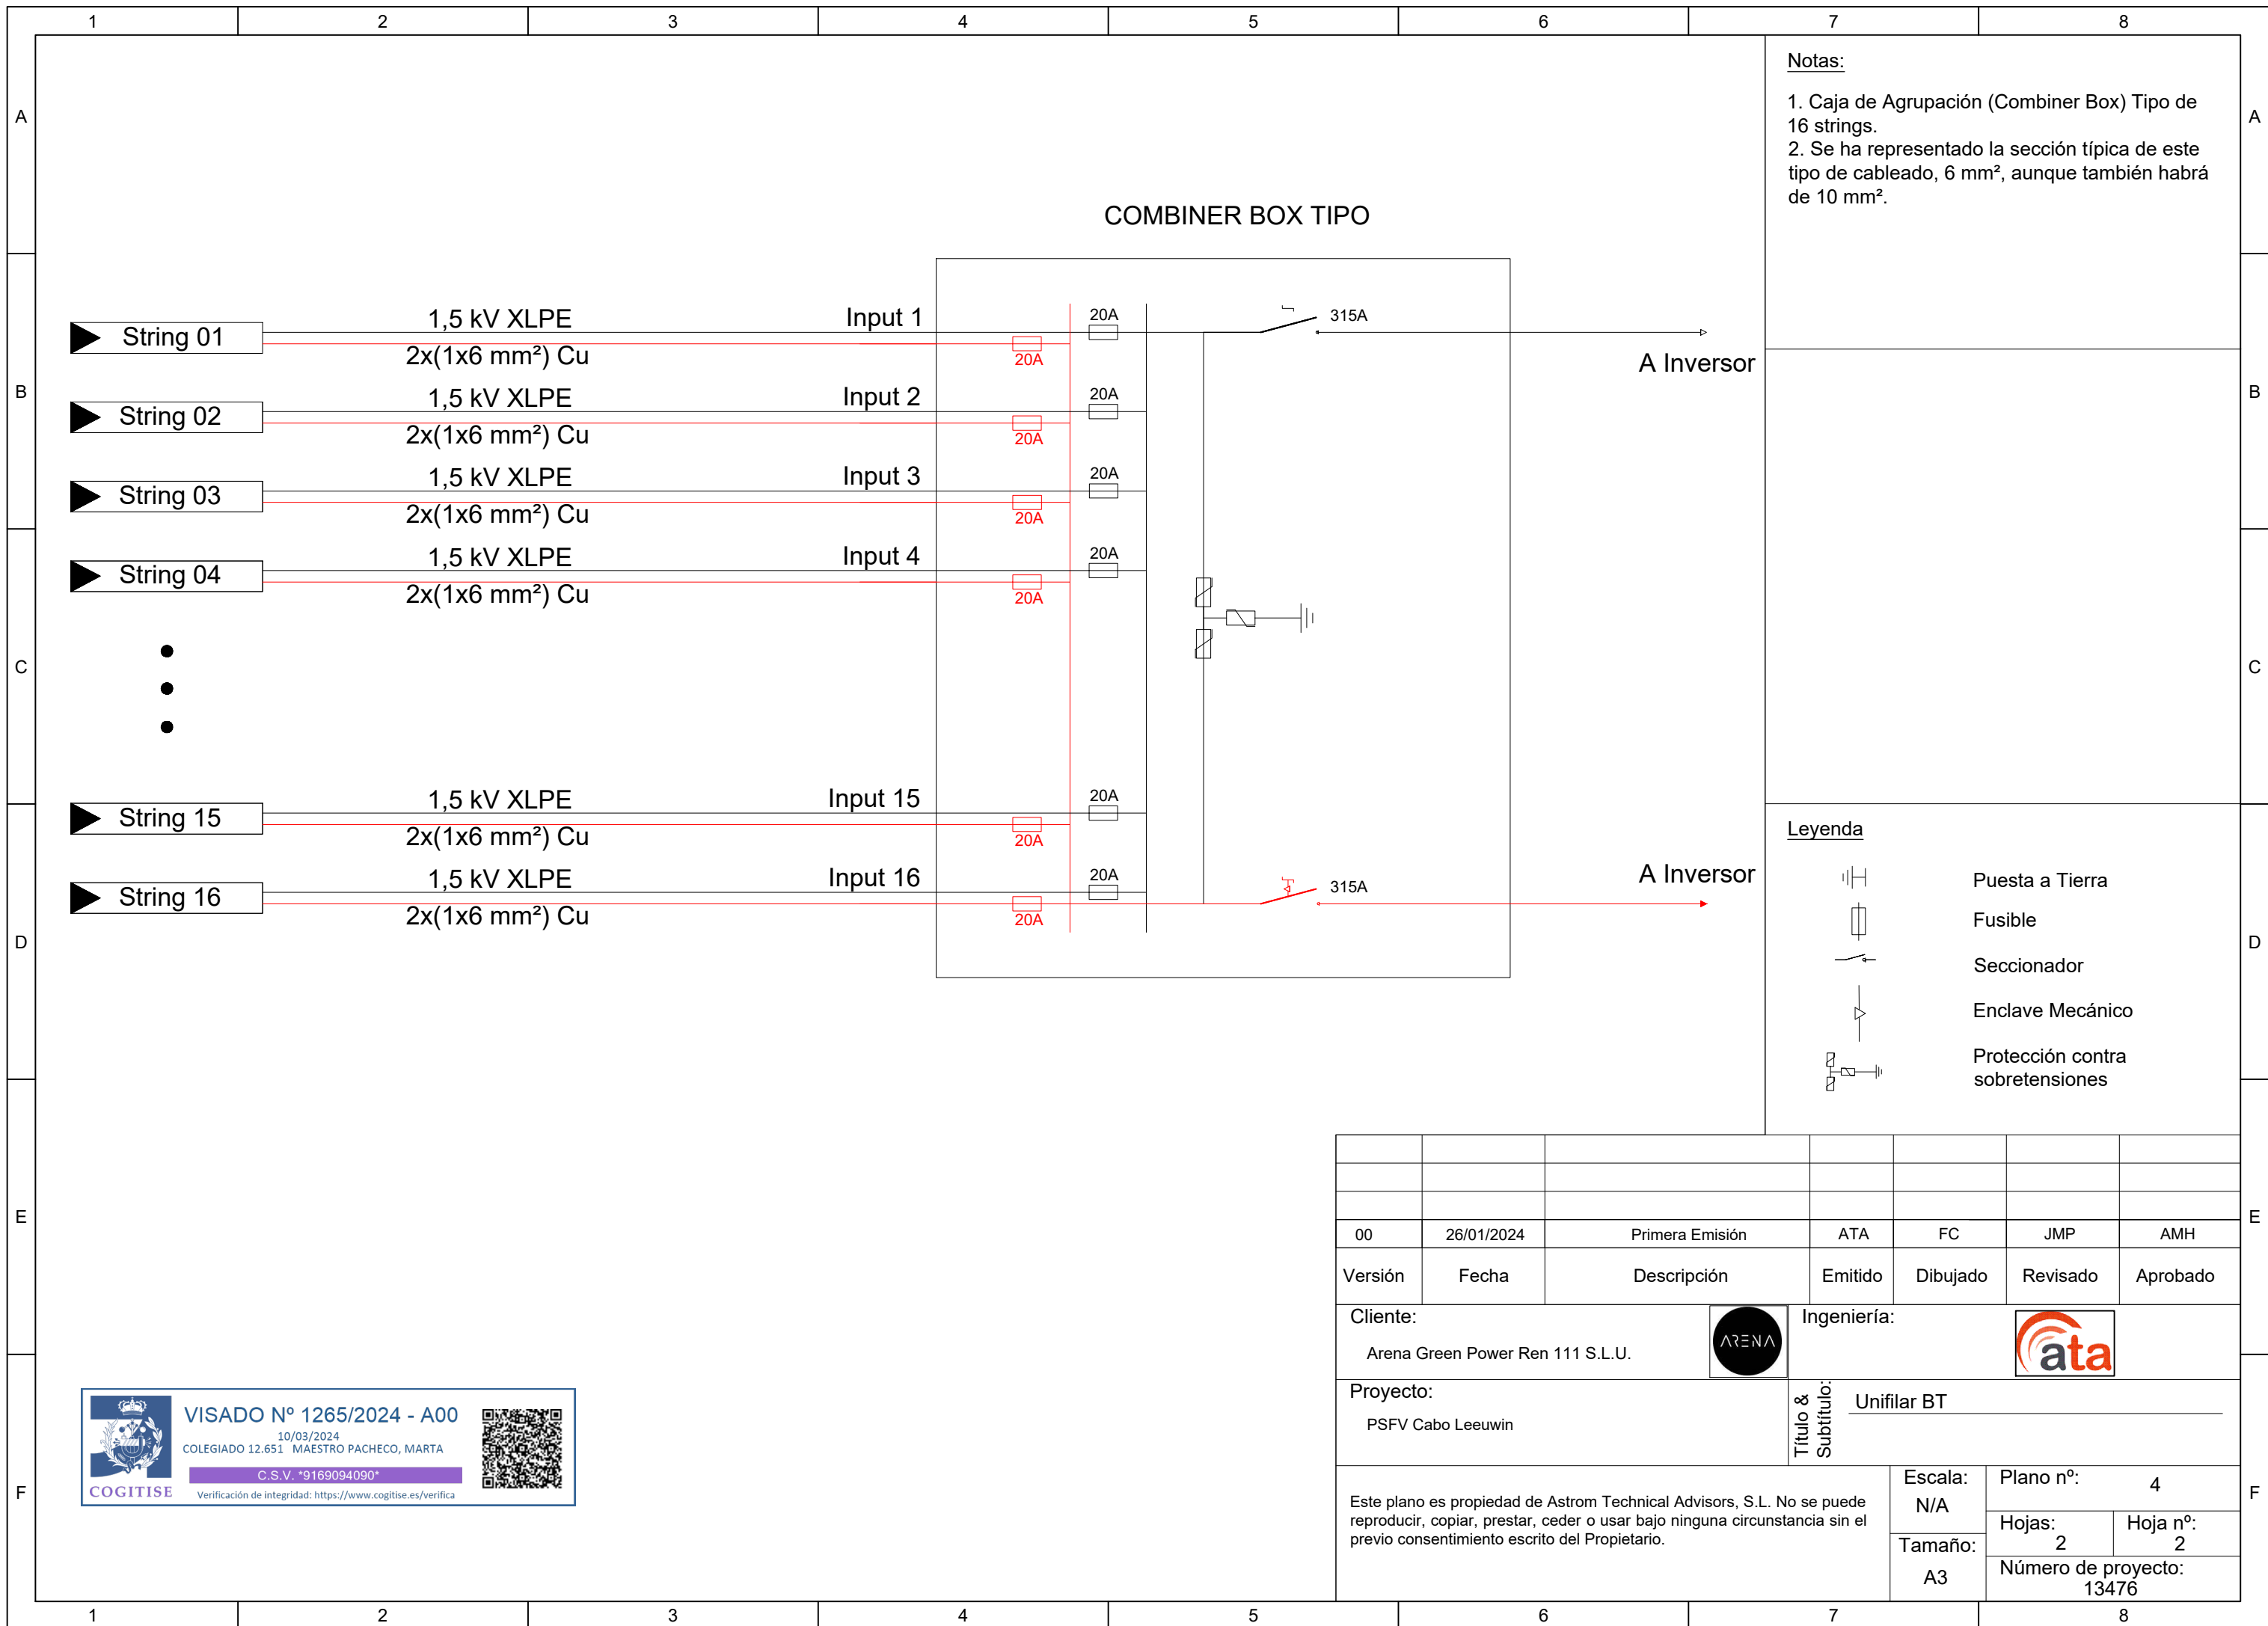 1 2 3 4 5 6 7 8
A A
B B
C C
D D
E E
F F
Notas:
1. Caja de Agrupación (Combiner Box) Tipo de
16 strings.
2. Se ha representado la sección típica de este
tipo de cableado, 6 mm², aunque también habrá
de 10 mm².
COMBINER BOX TIPO
String 01
1,5 kV XLPE
2x(1x6 mm²) Cu
Input 1
20A
20A
315A
A Inversor
String 02
1,5 kV XLPE
2x(1x6 mm²) Cu
Input 2
20A
20A
String 03
1,5 kV XLPE
2x(1x6 mm²) Cu
Input 3
20A
20A
String 04
1,5 kV XLPE
2x(1x6 mm²) Cu
Input 4
20A
20A
String 15
1,5 kV XLPE
2x(1x6 mm²) Cu
Input 15
20A
20A
String 16
1,5 kV XLPE
2x(1x6 mm²) Cu
Input 16
20A
20A
315A
A Inversor
Leyenda
Puesta a Tierra
Fusible
Seccionador
Enclave Mecánico
Protección contra
sobretensiones
00 26/01/2024 Primera Emisión ATA FC JMP AMH
Versión Fecha Descripción Emitido Dibujado Revisado Aprobado
Cliente:
Arena Green Power Ren 111 S.L.U.
ARENA
Ingeniería:
ata
Proyecto:
PSFV Cabo Leeuwin
Título &
Subtítulo:
Unifilar BT
Este plano es propiedad de Astrom Technical Advisors, S.L. No se puede
reproducir, copiar, prestar, ceder o usar bajo ninguna circunstancia sin el
previo consentimiento escrito del Propietario.
Escala:
N/A
Tamaño:
A3
Plano nº:
4
Hojas:
2
Hoja nº:
2
Número de proyecto:
13476
COGITISE
VISADO Nº 1265/2024 - A00
10/03/2024
COLEGIADO 12.651 MAESTRO PACHECO, MARTA
C.S.V. *9169094090*
Verificación de integridad: https://www.cogitise.es/verifica
1 2 3 4 5 6 7 8